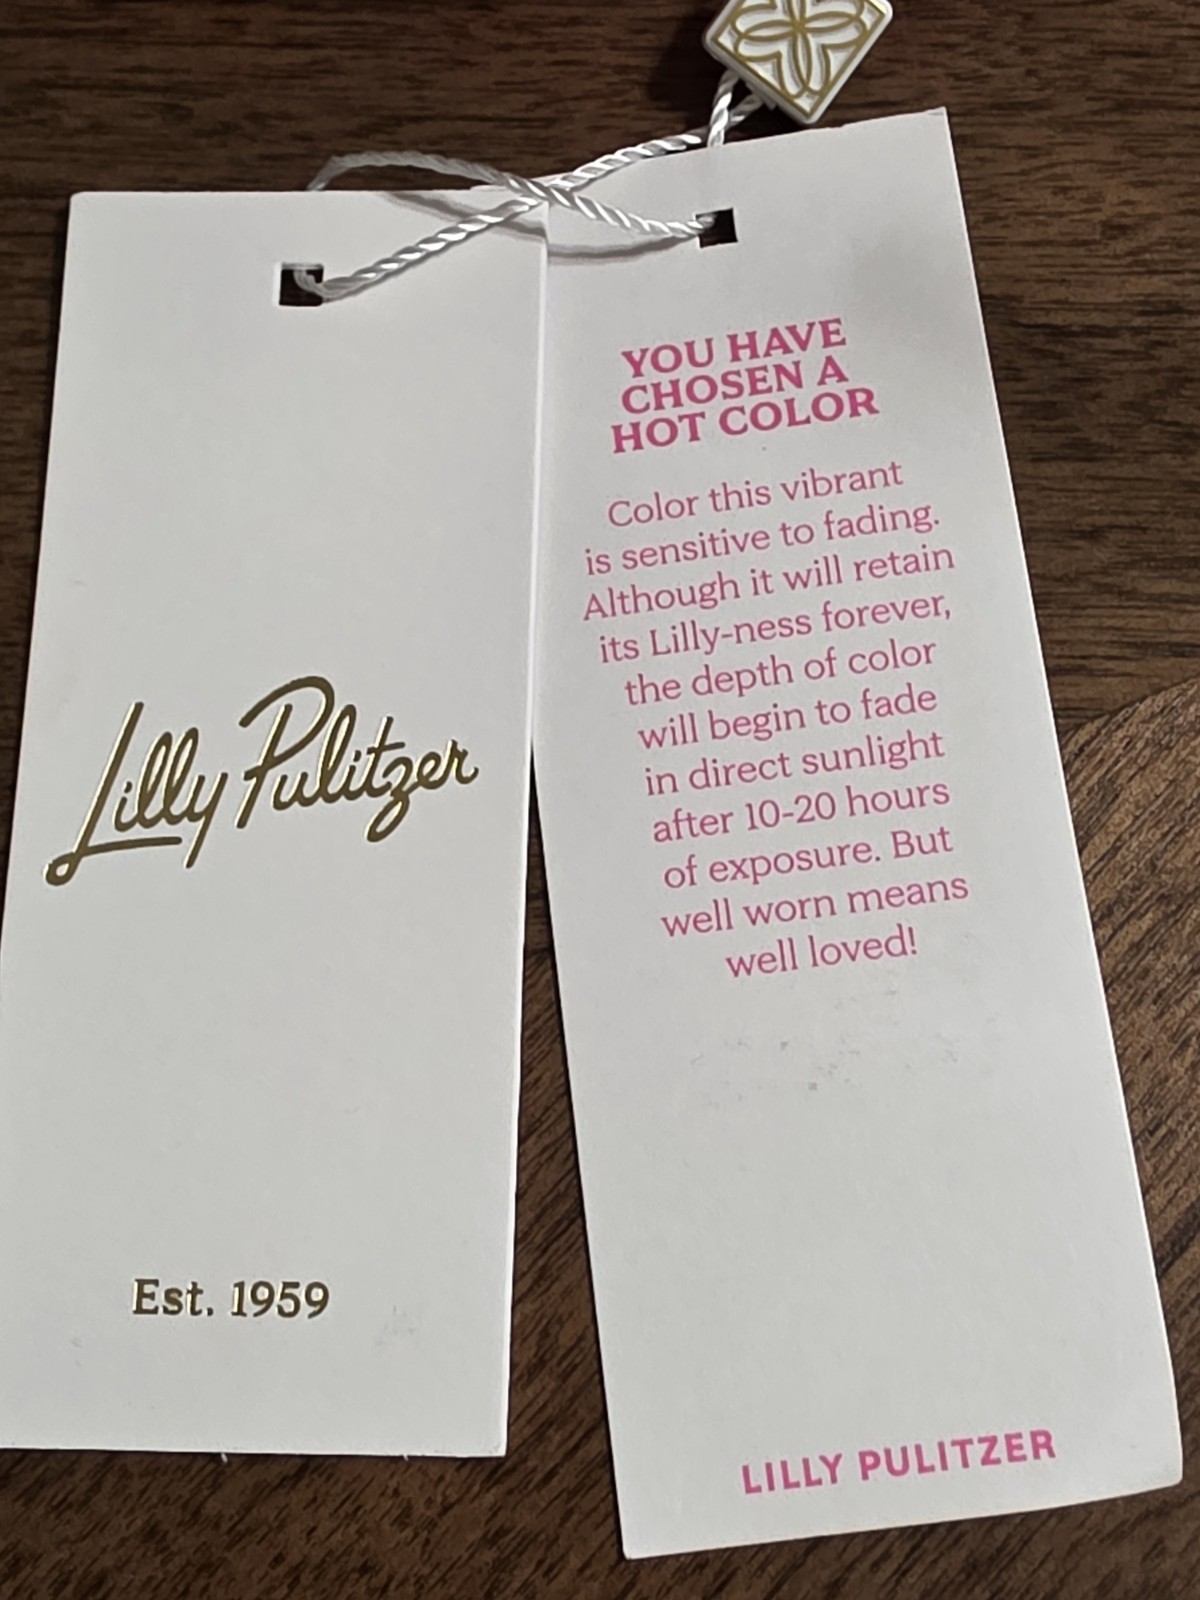 Lilly Pulitzer
Est. 1959
YOU HAVE
CHOSEN A
HOT COLOR
Color this vibrant
is sensitive to fading.
Although it will retain
its Lilly-ness forever,
the depth of color
will begin to fade
in direct sunlight
after 10-20 hours
of exposure. But
well worn means
well loved!
LILLY PULITZER